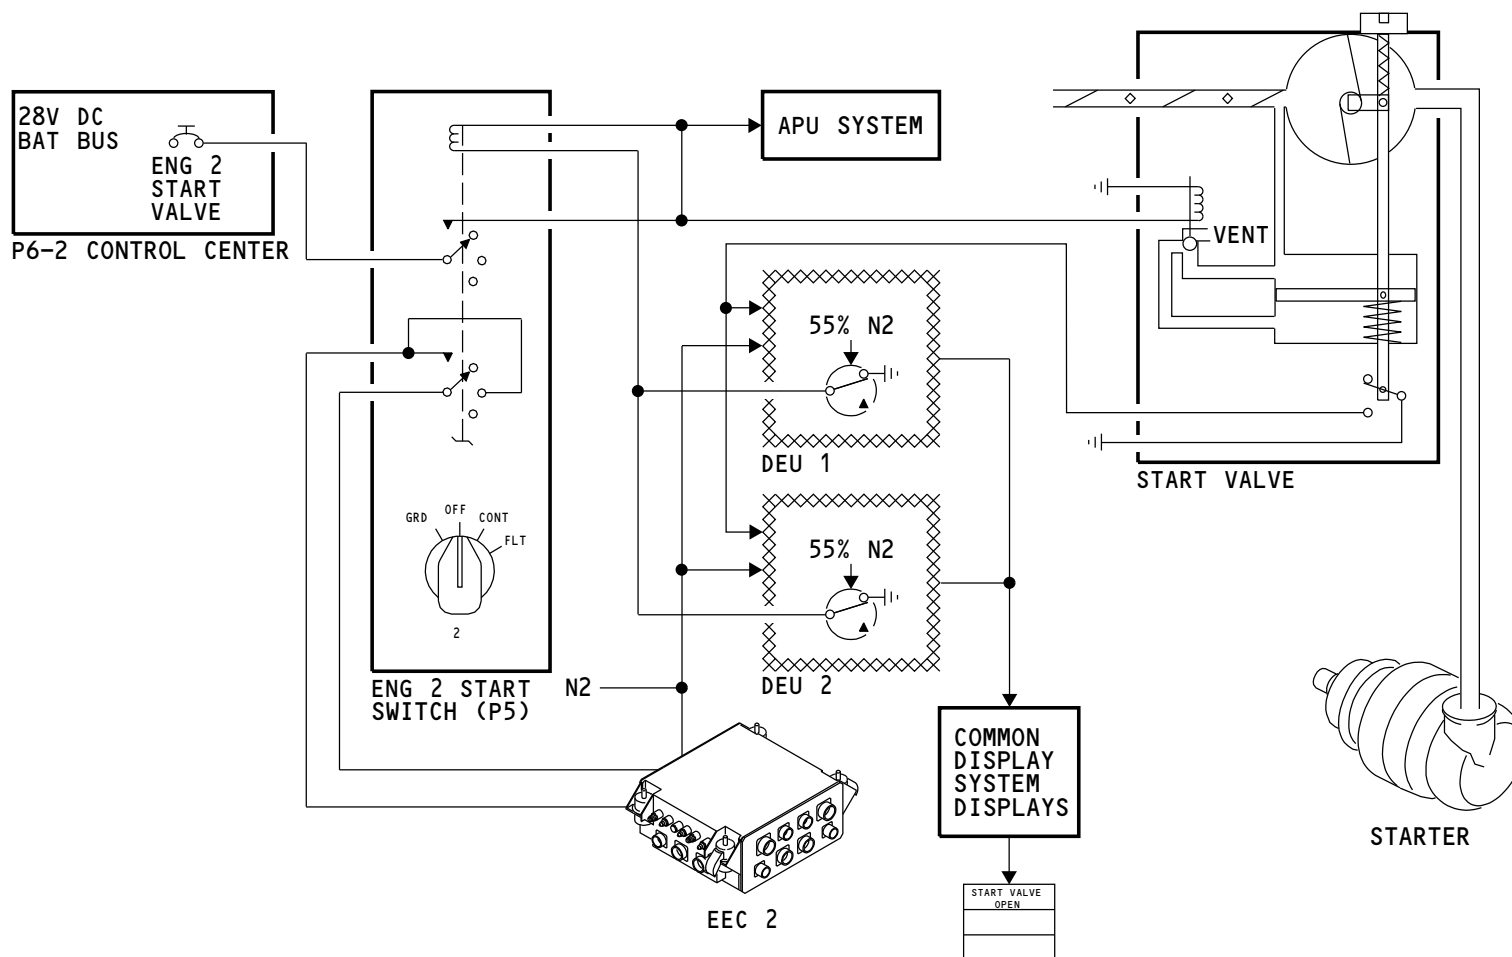 28V DC
BAT BUS
ENG 2
START
VALVE
P6-2 CONTROL CENTER
APU SYSTEM
VENT
55% N2
DEU 1
START VALVE
55% N2
DEU 2
GRD
OFF
CONT
FLT
2
ENG 2 START
SWITCH (P5)
N2
COMMON
DISPLAY
SYSTEM
DISPLAYS
STARTER
START VALVE
OPEN
EEC 2